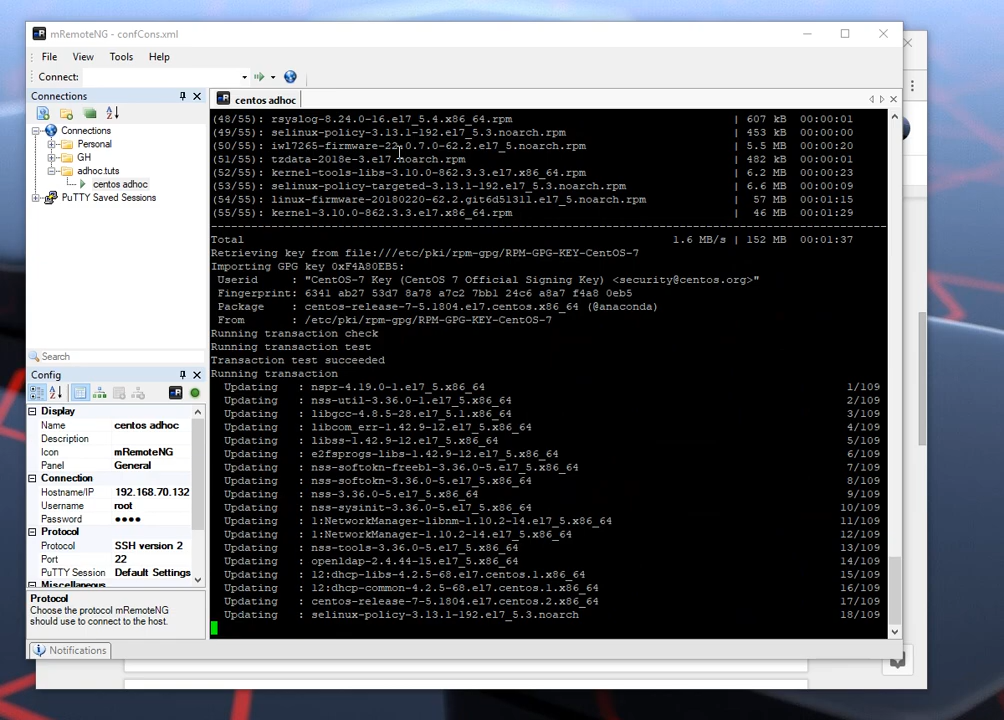 mRemoteNG - confCons.xml
File View Tools Help
Connect:
Connections
centos adhoc
Connections
Personal
GH
adhoc.tuts
centos adhoc
PuTTY Saved Sessions
Search
Config
Display
Name centos adhoc
Description
Icon mRemoteNG
Panel General
Connection
Hostname/IP 192.168.70.132
Username root
Password ●●●●
Protocol
Protocol SSH version 2
Port 22
PuTTY Session Default Settings
Miscellaneous
Protocol
Choose the protocol mRemoteNG
should use to connect to the host.
Notifications
(48/55): rsyslog-8.24.0-16.el7_5.4.x86_64.rpm | 607 kB 00:00:01
(49/55): selinux-policy-3.13.1-192.el7_5.3.noarch.rpm | 453 kB 00:00:00
(50/55): iwl7265-firmware-22.0.7.0-62.2.el7_5.noarch.rpm | 5.5 MB 00:00:20
(51/55): tzdata-2018e-3.el7.noarch.rpm | 482 kB 00:00:01
(52/55): kernel-tools-libs-3.10.0-862.3.3.el7.x86_64.rpm | 6.2 MB 00:00:23
(53/55): selinux-policy-targeted-3.13.1-192.el7_5.3.noarch.rpm | 6.6 MB 00:00:09
(54/55): linux-firmware-20180220-62.2.git6d51311.el7_5.noarch.rpm | 57 MB 00:01:15
(55/55): kernel-3.10.0-862.3.3.el7.x86_64.rpm | 46 MB 00:01:29
--------------------------------------------------------------------------------
Total 1.6 MB/s | 152 MB 00:01:37
Retrieving key from file:///etc/pki/rpm-gpg/RPM-GPG-KEY-CentOS-7
Importing GPG key 0xF4A80EB5:
Userid : "CentOS-7 Key (CentOS 7 Official Signing Key) <security@centos.org>"
Fingerprint: 6341 ab27 53d7 8a78 a7c2 7bb1 24c6 a8a7 f4a8 0eb5
Package : centos-release-7-5.1804.el7.centos.x86_64 (@anaconda)
From : /etc/pki/rpm-gpg/RPM-GPG-KEY-CentOS-7
Running transaction check
Running transaction test
Transaction test succeeded
Running transaction
Updating : nspr-4.19.0-1.el7_5.x86_64 1/109
Updating : nss-util-3.36.0-1.el7_5.x86_64 2/109
Updating : libgcc-4.8.5-28.el7_5.1.x86_64 3/109
Updating : libcom_err-1.42.9-12.el7_5.x86_64 4/109
Updating : libss-1.42.9-12.el7_5.x86_64 5/109
Updating : e2fsprogs-libs-1.42.9-12.el7_5.x86_64 6/109
Updating : nss-softokn-freebl-3.36.0-5.el7_5.x86_64 7/109
Updating : nss-softokn-3.36.0-5.el7_5.x86_64 8/109
Updating : nss-3.36.0-5.el7_5.x86_64 9/109
Updating : nss-sysinit-3.36.0-5.el7_5.x86_64 10/109
Updating : 1:NetworkManager-libnm-1.10.2-14.el7_5.x86_64 11/109
Updating : 1:NetworkManager-1.10.2-14.el7_5.x86_64 12/109
Updating : nss-tools-3.36.0-5.el7_5.x86_64 13/109
Updating : openldap-2.4.44-15.el7_5.x86_64 14/109
Updating : 12:dhcp-libs-4.2.5-68.el7.centos.1.x86_64 15/109
Updating : 12:dhcp-common-4.2.5-68.el7.centos.1.x86_64 16/109
Updating : centos-release-7-5.1804.el7.centos.2.x86_64 17/109
Updating : selinux-policy-3.13.1-192.el7_5.3.noarch 18/109